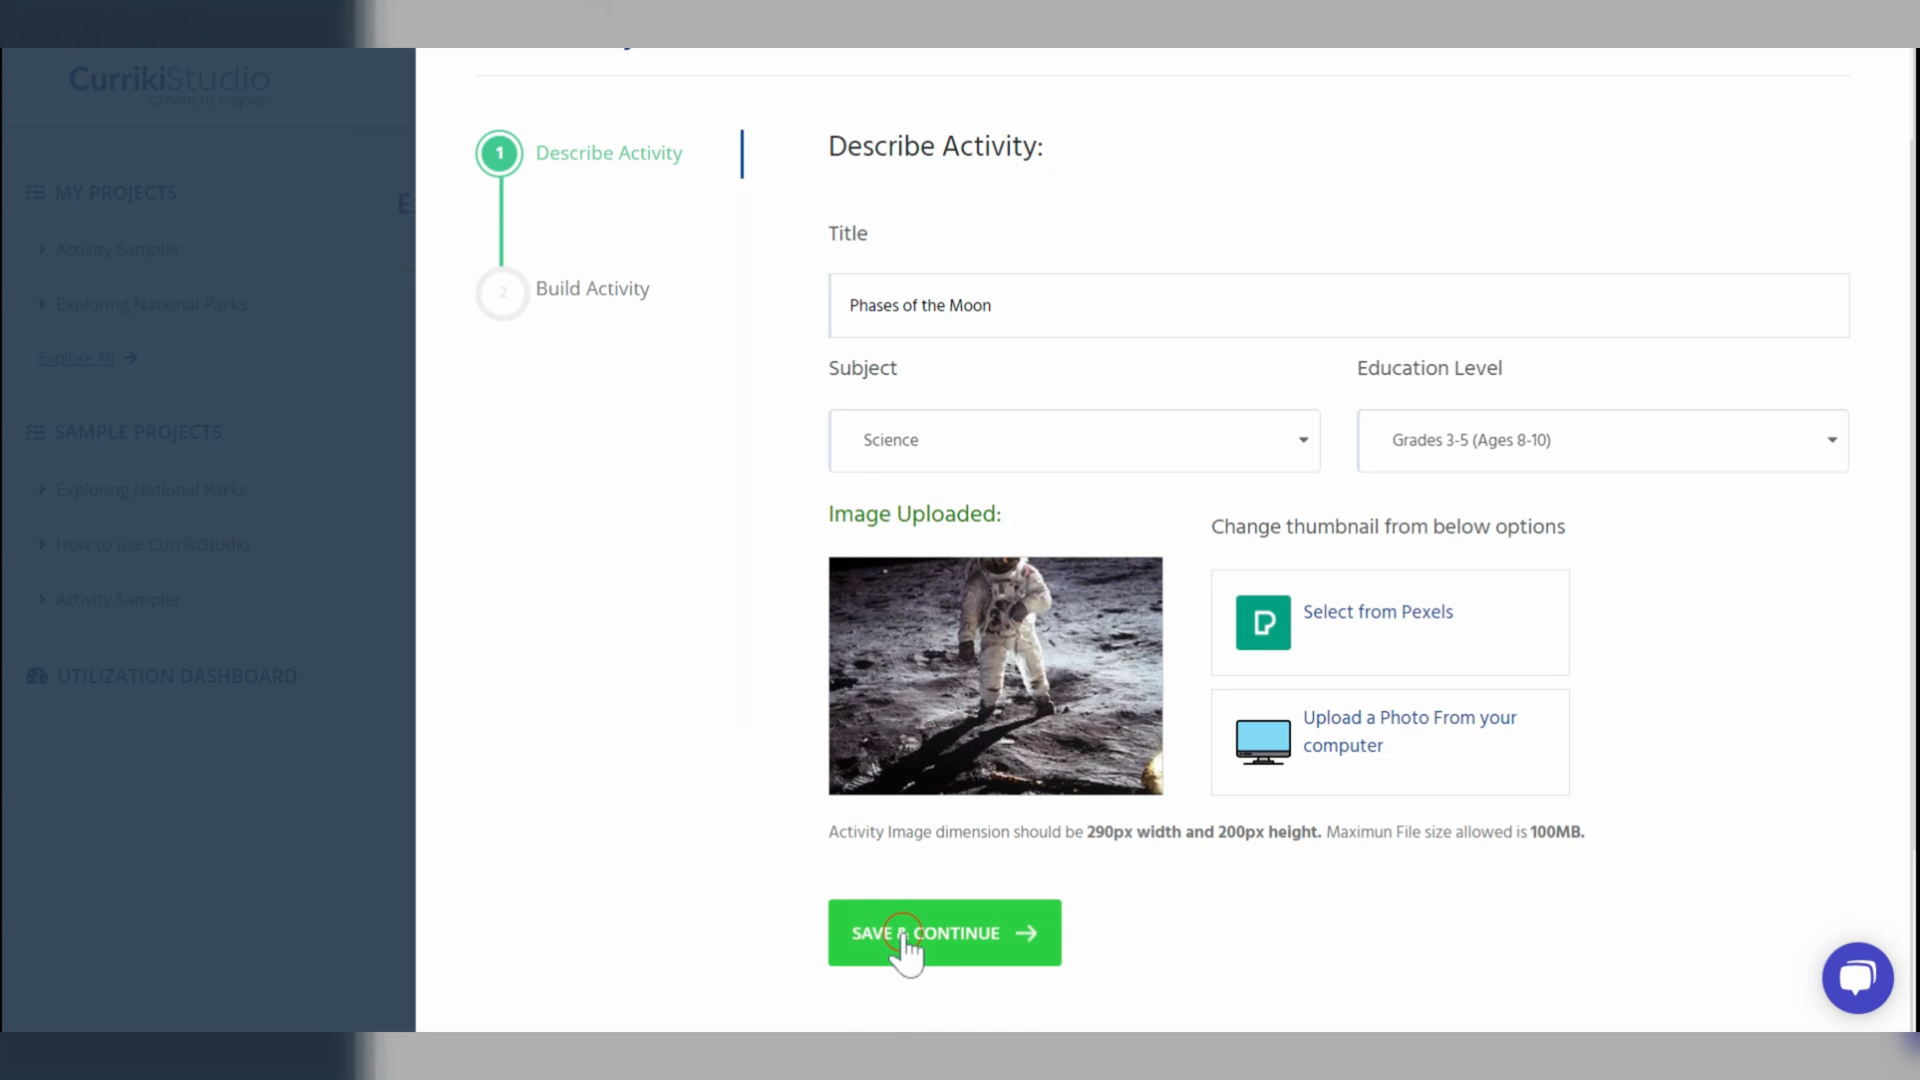 CurrikiStudio
Create to Engage
MY PROJECTS
Activity Sampler
Exploring National Parks
Explore All
SAMPLE PROJECTS
Exploring National Parks
How to use CurrikiStudio
Activity Sampler
UTILIZATION DASHBOARD
1 Describe Activity
2 Build Activity
Describe Activity:
Title
Phases of the Moon
Subject
Education Level
Science
Grades 3-5 (Ages 8-10)
Image Uploaded:
Change thumbnail from below options
Select from Pexels
Upload a Photo From your
computer
Activity Image dimension should be 290px width and 200px height. Maximun File size allowed is 100MB.
SAVE & CONTINUE